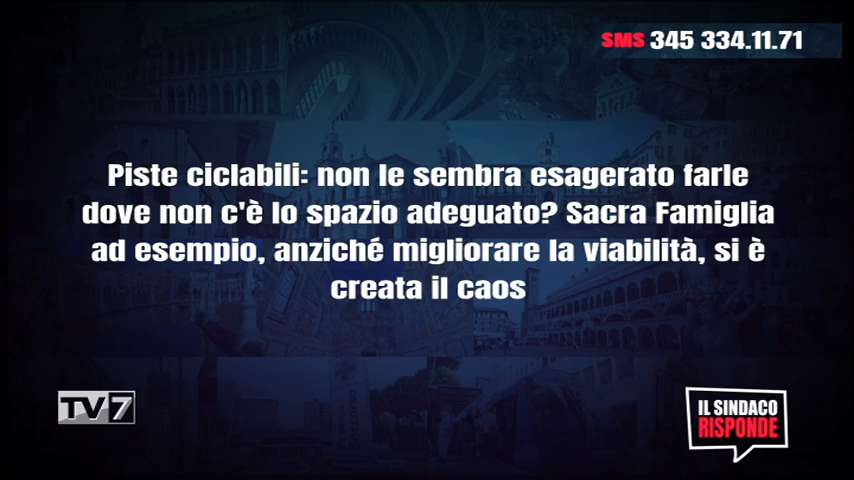 SMS 345 334.11.71
Piste ciclabili: non le sembra esagerato farle
dove non c'è lo spazio adeguato? Sacra Famiglia
ad esempio, anziché migliorare la viabilità, si è
creata il caos
TV7
IL SINDACO
RISPONDE